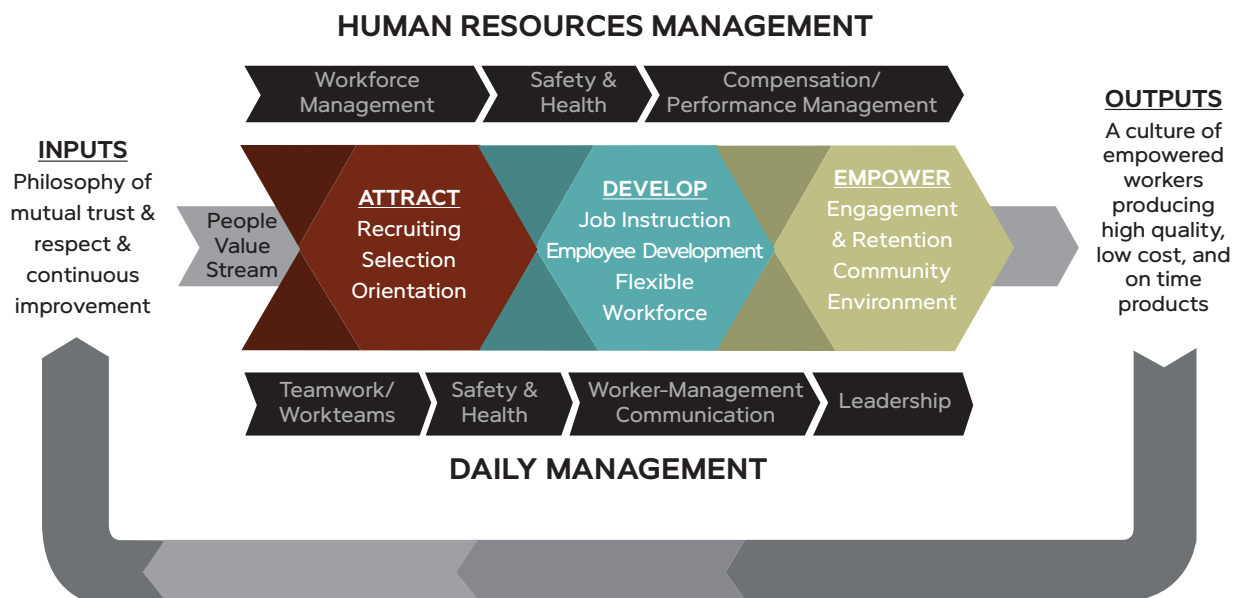 HUMAN RESOURCES MANAGEMENT
Workforce
Management
Safety &
Health
Compensation/
Performance Management
INPUTS
Philosophy of
mutual trust &
respect &
continuous
improvement
People
Value
Stream
ATTRACT
Recruiting
Selection
Orientation
DEVELOP
Job Instruction
Employee Development
Flexible
Workforce
EMPOWER
Engagement
& Retention
Community
Environment
OUTPUTS
A culture of
empowered
workers
producing
high quality,
low cost, and
on time
products
Teamwork/
Workteams
Safety &
Health
Worker-Management
Communication
Leadership
DAILY MANAGEMENT